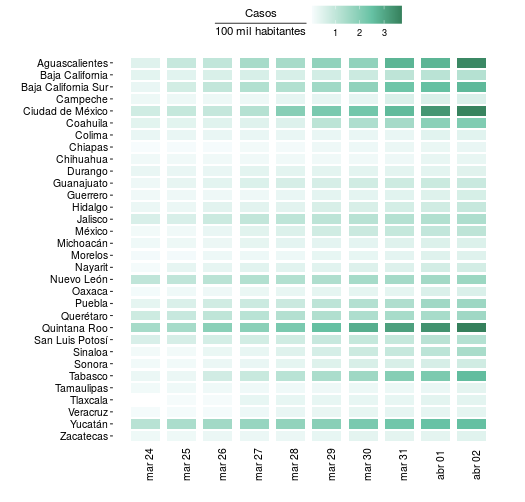 Casos
100 mil habitantes
1 2 3
Aguascalientes
Baja California
Baja California Sur
Campeche
Ciudad de México
Coahuila
Colima
Chiapas
Chihuahua
Durango
Guanajuato
Guerrero
Hidalgo
Jalisco
México
Michoacán
Morelos
Nayarit
Nuevo León
Oaxaca
Puebla
Querétaro
Quintana Roo
San Luis Potosí
Sinaloa
Sonora
Tabasco
Tamaulipas
Tlaxcala
Veracruz
Yucatán
Zacatecas
mar 24
mar 25
mar 26
mar 27
mar 28
mar 29
mar 30
mar 31
abr 01
abr 02